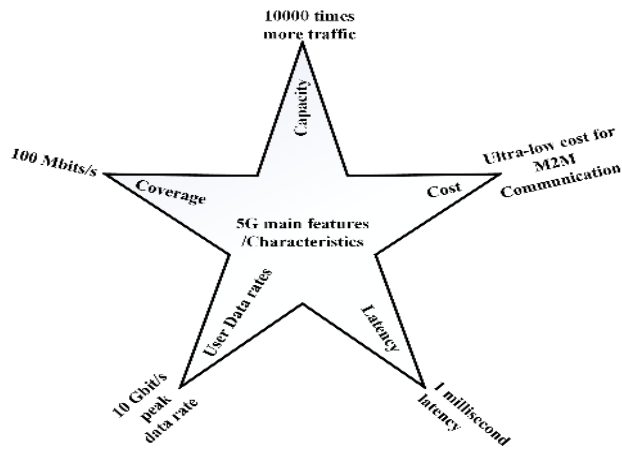 10000 times
more traffic
Capacity
100 Mbits/s
Coverage
Cost
Ultra-low cost for
M2M
Communication
5G main features
/Characteristics
User Data rates
Latency
10 Gbit/s
peak
data rate
1 millisecond
latency